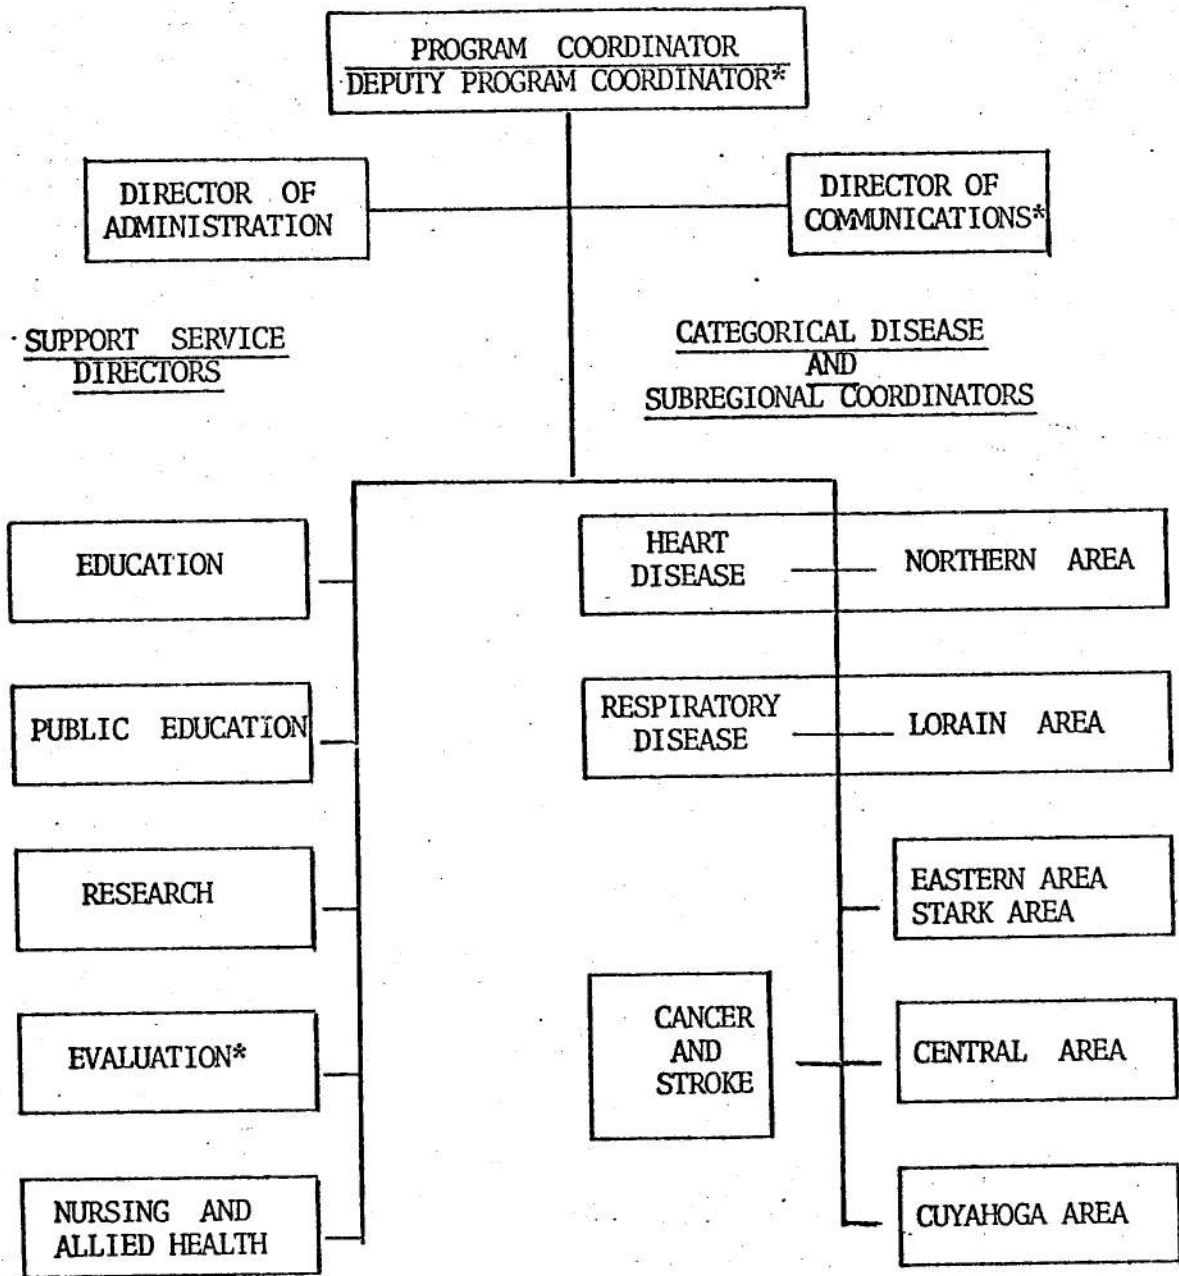 PROGRAM COORDINATOR
DEPUTY PROGRAM COORDINATOR*
DIRECTOR OF
ADMINISTRATION
DIRECTOR OF
COMMUNICATIONS*
SUPPORT SERVICE
DIRECTORS
CATEGORICAL DISEASE
AND
SUBREGIONAL COORDINATORS
EDUCATION
HEART
DISEASE
NORTHERN AREA
PUBLIC EDUCATION
RESPIRATORY
DISEASE
LORAIN AREA
RESEARCH
EASTERN AREA
STARK AREA
EVALUATION*
CANCER
AND
STROKE
CENTRAL AREA
NURSING AND
ALLIED HEALTH
CUYAHOGA AREA